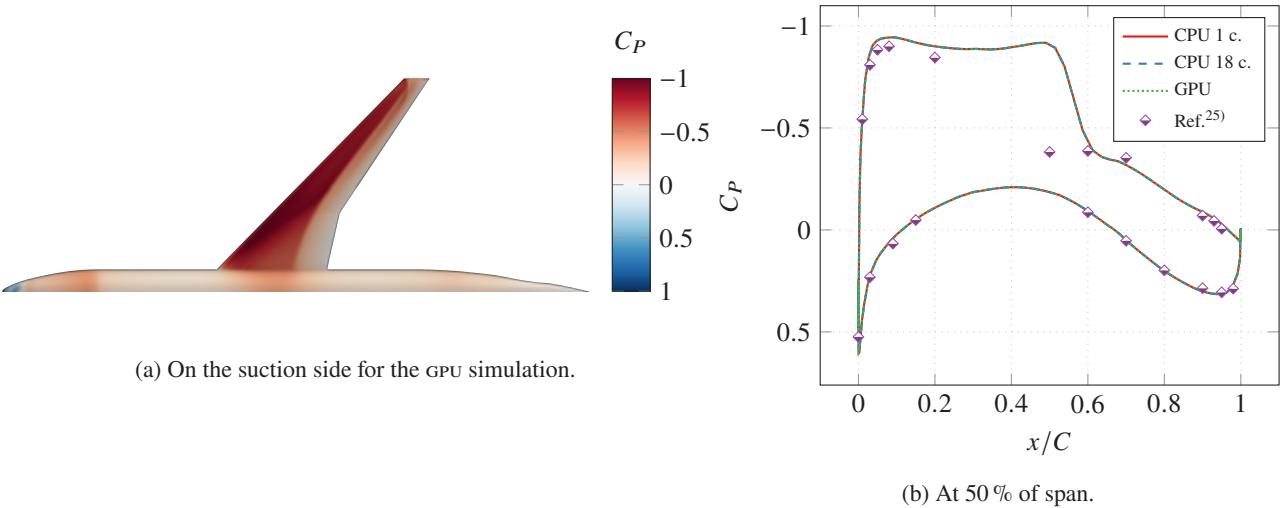 C_P
−1
−0.5
0
0.5
1
(a) On the suction side for the GPU simulation.
−1
−0.5
0
0.5
C_P
0
0.2
0.4
0.6
0.8
1
x/C
CPU 1 c.
CPU 18 c.
GPU
Ref.²⁵⁾
(b) At 50 % of span.